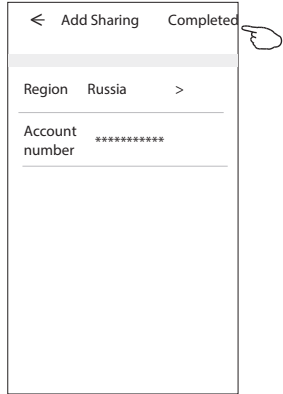 Add Sharing Completed
Region Russia >
Account
number ***********